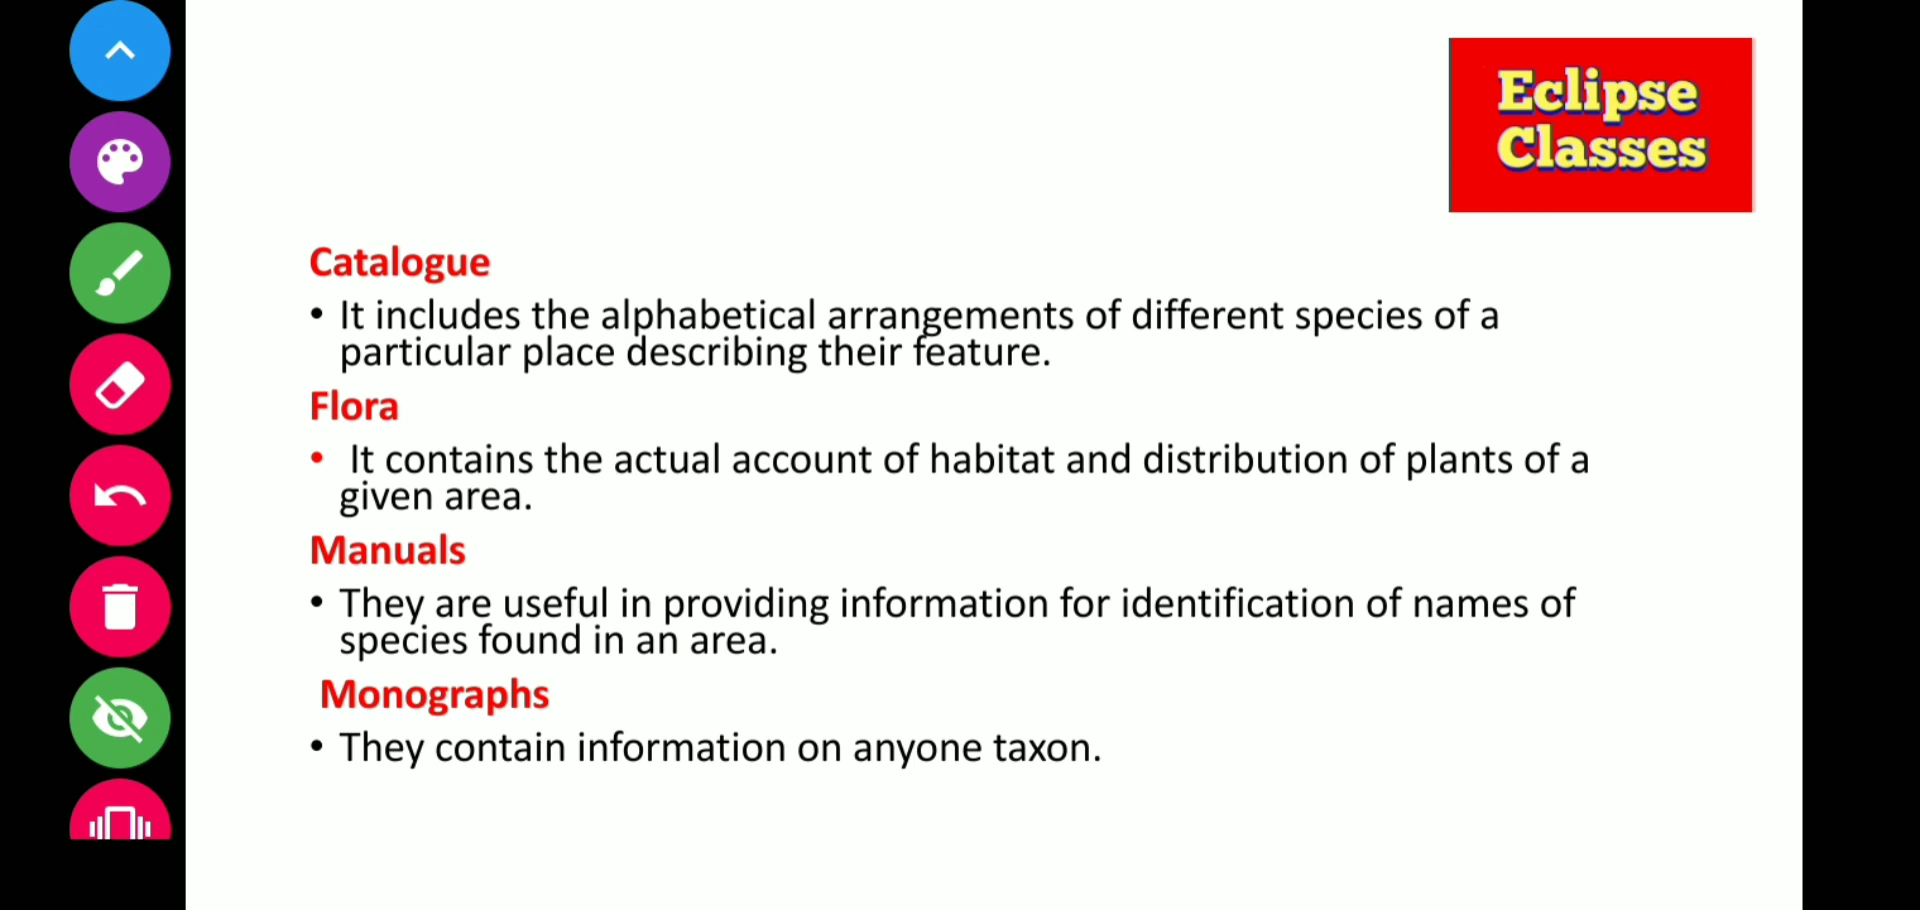 Eclipse
Classes
Catalogue
• It includes the alphabetical arrangements of different species of a
particular place describing their feature.
Flora
• It contains the actual account of habitat and distribution of plants of a
given area.
Manuals
• They are useful in providing information for identification of names of
species found in an area.
Monographs
• They contain information on anyone taxon.